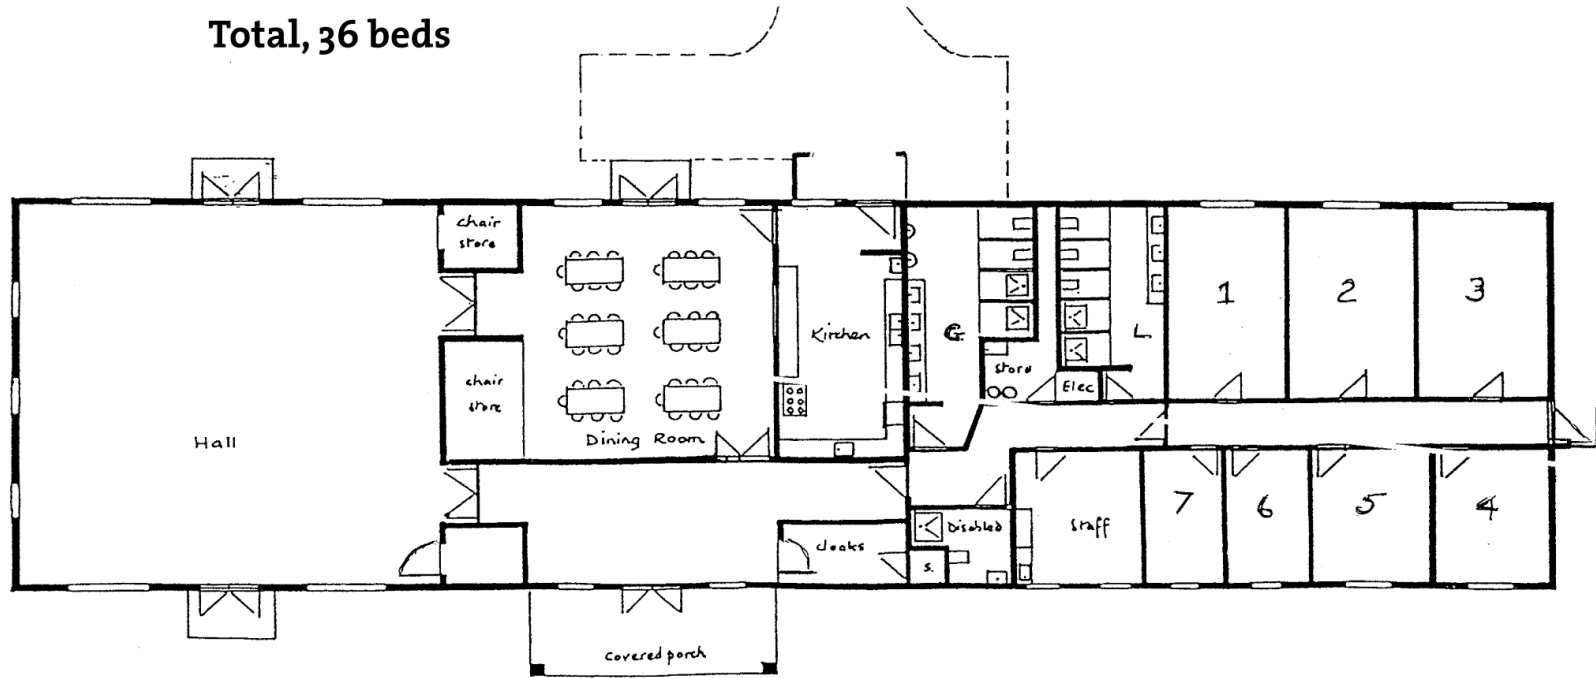 Total, 36 beds
chair
store
chair
store
Hall
Dining Room
Kitchen
G.
store
Elec
L.
1
2
3
7
6
5
4
Staff
Disabled
S.
cloaks
Covered porch